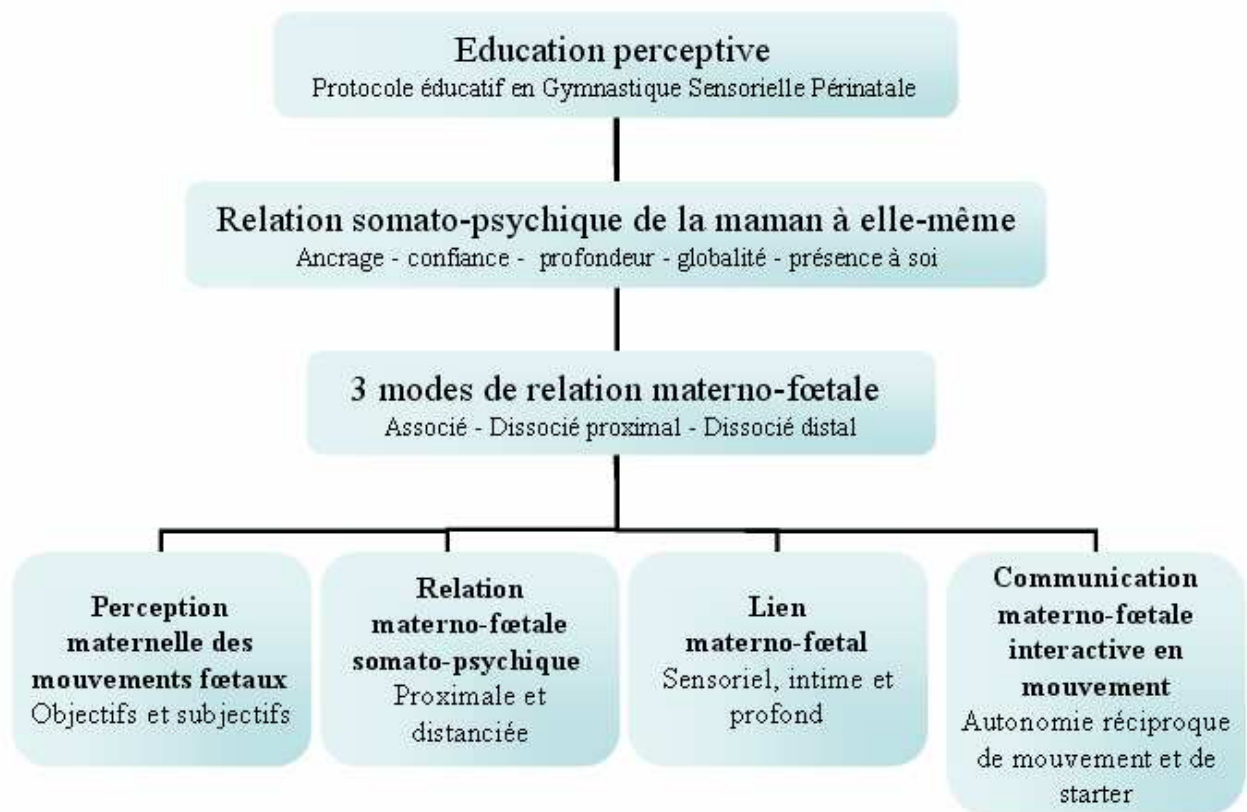 Education perceptive
Protocole éducatif en Gymnastique Sensorielle Périnatale
Relation somato-psychique de la maman à elle-même
Ancrage - confiance - profondeur - globalité - présence à soi
3 modes de relation materno-fœtale
Associé - Dissocié proximal - Dissocié distal
Perception
maternelle des
mouvements fœtaux
Objectifs et subjectifs
Relation
materno-fœtale
somato-psychique
Proximale et
distanciée
Lien
materno-fœtal
Sensoriel, intime et
profond
Communication
materno-fœtale
interactive en
mouvement
Autonomie réciproque
de mouvement et de
starter